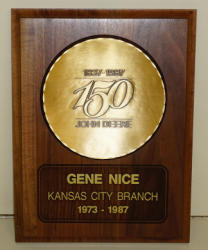 1837-1987
150
JOHN DEERE
GENE NICE
KANSAS CITY BRANCH
1973 - 1987